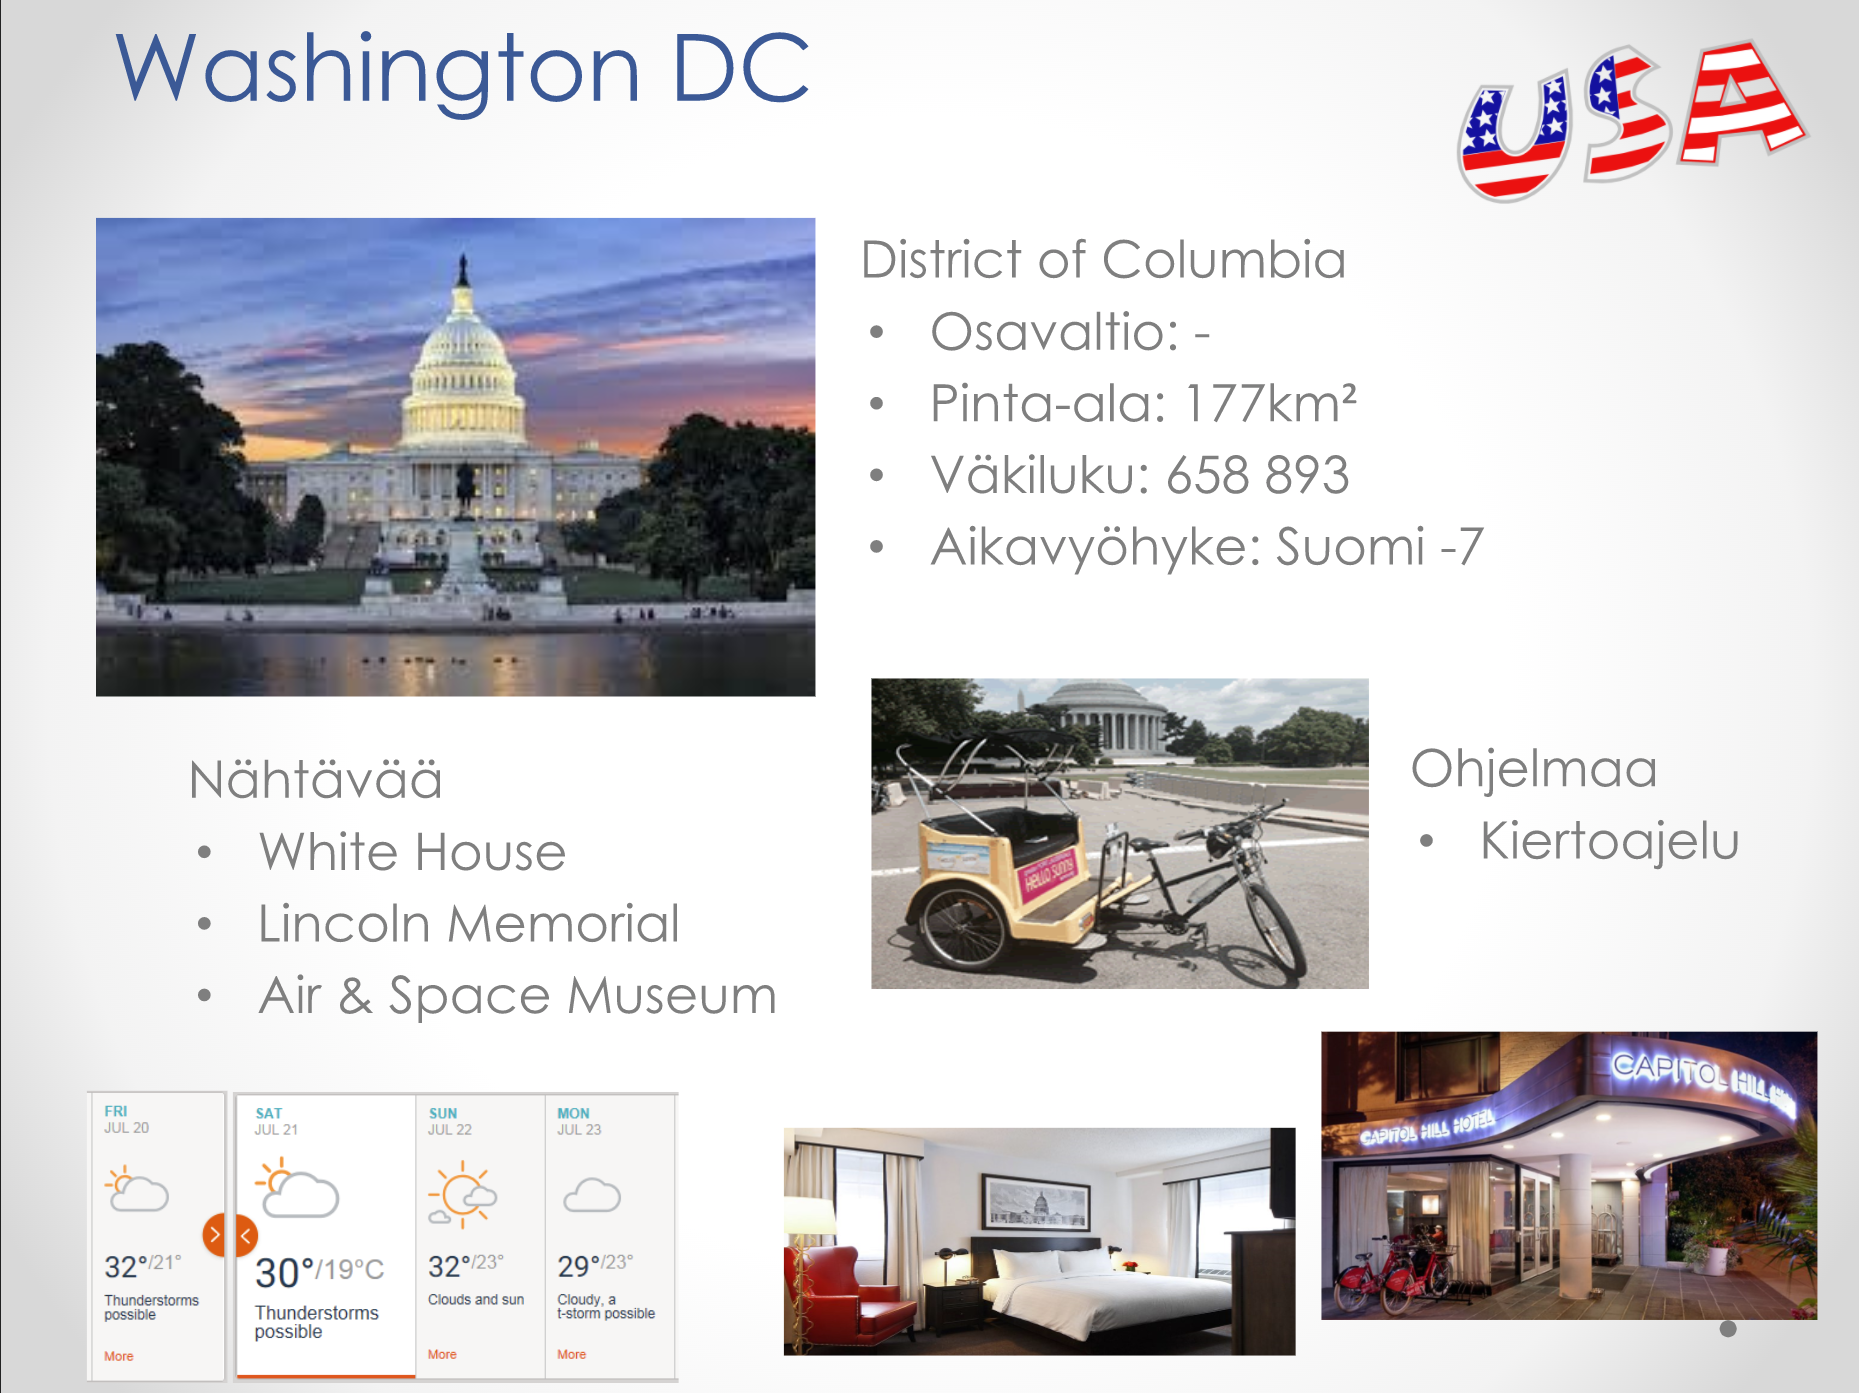 Washington DC
USA
District of Columbia
• Osavaltio: -
• Pinta-ala: 177km²
• Väkiluku: 658 893
• Aikavyöhyke: Suomi -7
Nähtävää
• White House
• Lincoln Memorial
• Air & Space Museum
HELLO SUNNY
Ohjelmaa
• Kiertoajelu
FRI
JUL 20
32°/21°
Thunderstorms
possible
More
SAT
JUL 21
30°/19°C
Thunderstorms
possible
SUN
JUL 22
32°/23°
Clouds and sun
More
MON
JUL 23
29°/23°
Cloudy, a
t-storm possible
More
CAPITOL HILL HOTEL
CAPITOL HILL